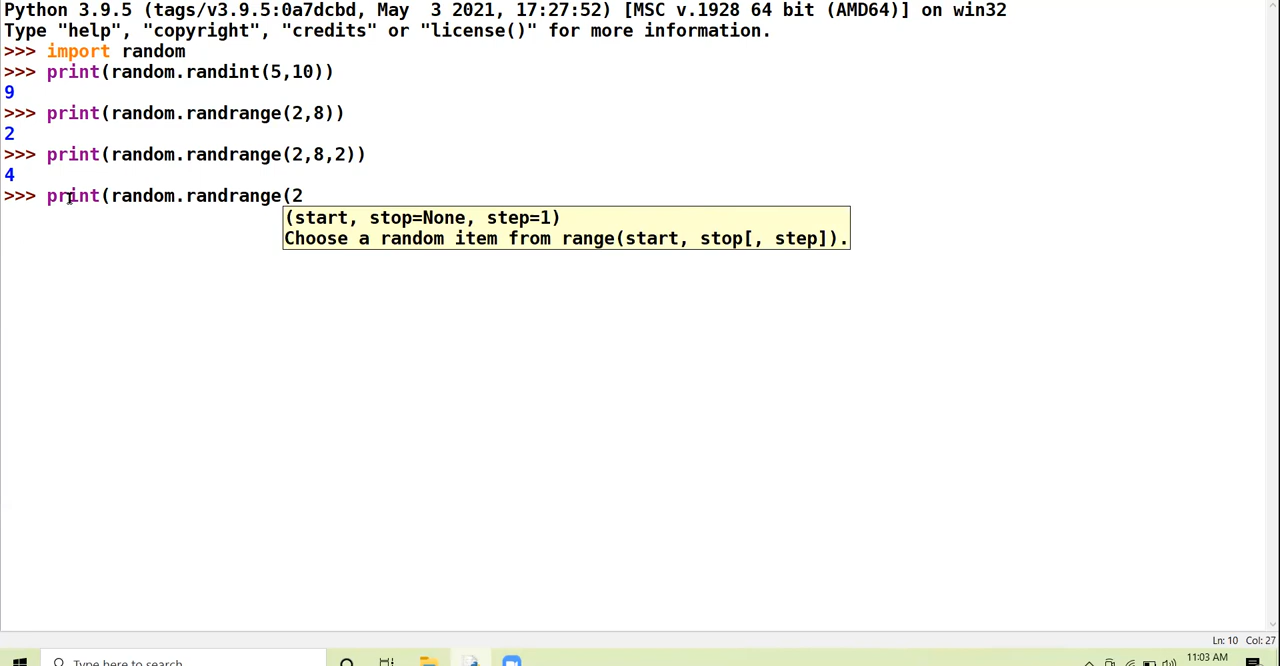 Python 3.9.5 (tags/v3.9.5:0a7dcbd, May  3 2021, 17:27:52) [MSC v.1928 64 bit (AMD64)] on win32
Type "help", "copyright", "credits" or "license()" for more information.
>>> import random
>>> print(random.randint(5,10))
9
>>> print(random.randrange(2,8))
2
>>> print(random.randrange(2,8,2))
4
>>> print(random.randrange(2
(start, stop=None, step=1)
Choose a random item from range(start, stop[, step]).
Ln: 10 Col: 27
Type here to search
11:03 AM